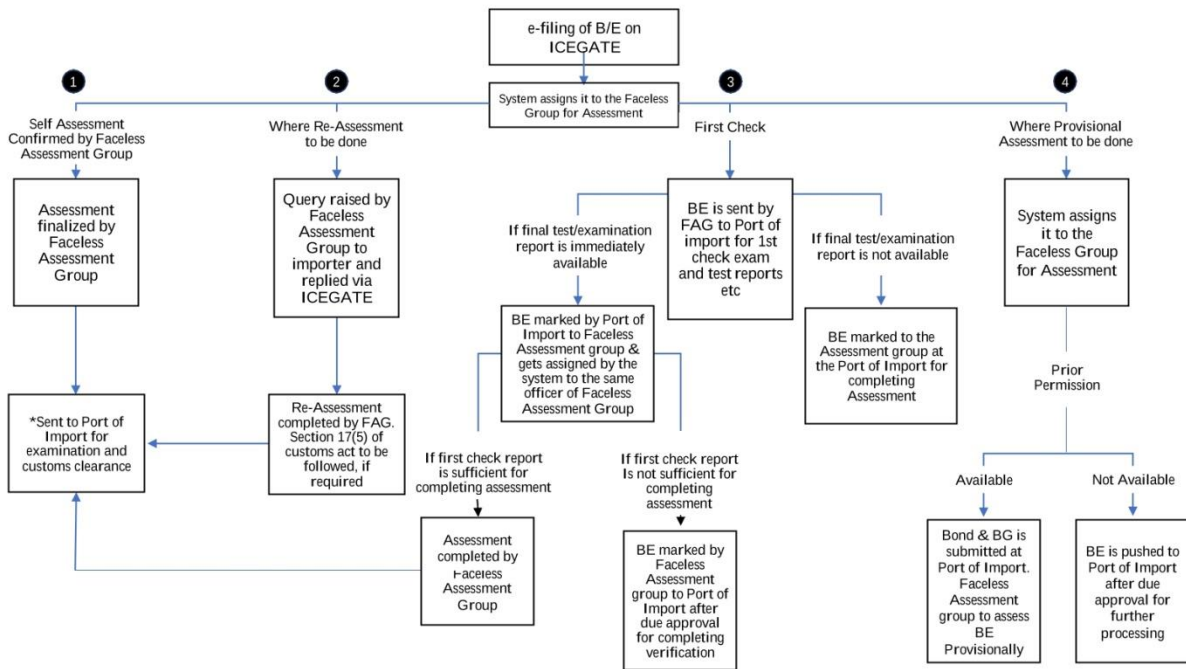 e-filing of B/E on
ICEGATE
System assigns it to the Faceless
Group for Assessment
1
Self Assessment
Confirmed by Faceless
Assessment Group
Assessment
finalized by
Faceless
Assessment
Group
*Sent to Port of
Import for
examination and
customs clearance
2
Where Re-Assessment
to be done
Query raised by
Faceless
Assessment
Group to
importer and
replied via
ICEGATE
Re-Assessment
completed by FAG.
Section 17(5) of
customs act to be
followed, if
required
3
First Check
BE is sent by
FAG to Port of
import for 1st
check exam
and test reports
etc
If final test/examination
report is immediately
available
BE marked by Port of
Import to Faceless
Assessment group &
gets assigned by the
system to the same
officer of Faceless
Assessment Group
If first check report
is sufficient for
completing assessment
Assessment
completed by
Faceless
Assessment
Group
If first check report
Is not sufficient for
completing
assessment
BE marked by
Faceless
Assessment
group to Port of
Import after
due approval
for completing
verification
If final test/examination
report is not available
BE marked to the
Assessment group at
the Port of Import for
completing
Assessment
4
Where Provisional
Assessment to be done
System assigns
it to the
Faceless Group
for Assessment
Prior
Permission
Available
Bond & BG is
submitted at
Port of Import.
Faceless
Assessment
group to assess
BE
Provisionally
Not Available
BE is pushed to
Port of Import
after due
approval for
further
processing